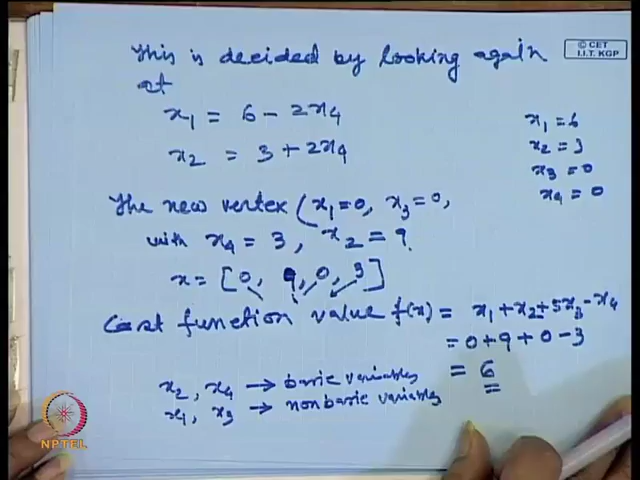 This is decided by looking again
at
© CET
I.I.T. KGP
x1 = 6 - 2x4
x2 = 3 + 2x4
x1 = 6
x2 = 3
x3 = 0
x4 = 0
The new vertex (x1 = 0, x3 = 0,
with x4 = 3, x2 = 9.
x = [0, 9, 0, 3]
Cost function value f(x) = x1 + x2 + 5x3 - x4
= 0 + 9 + 0 - 3
= 6
x2, x4 → basic variables
x1, x3 → nonbasic variables
NPTEL